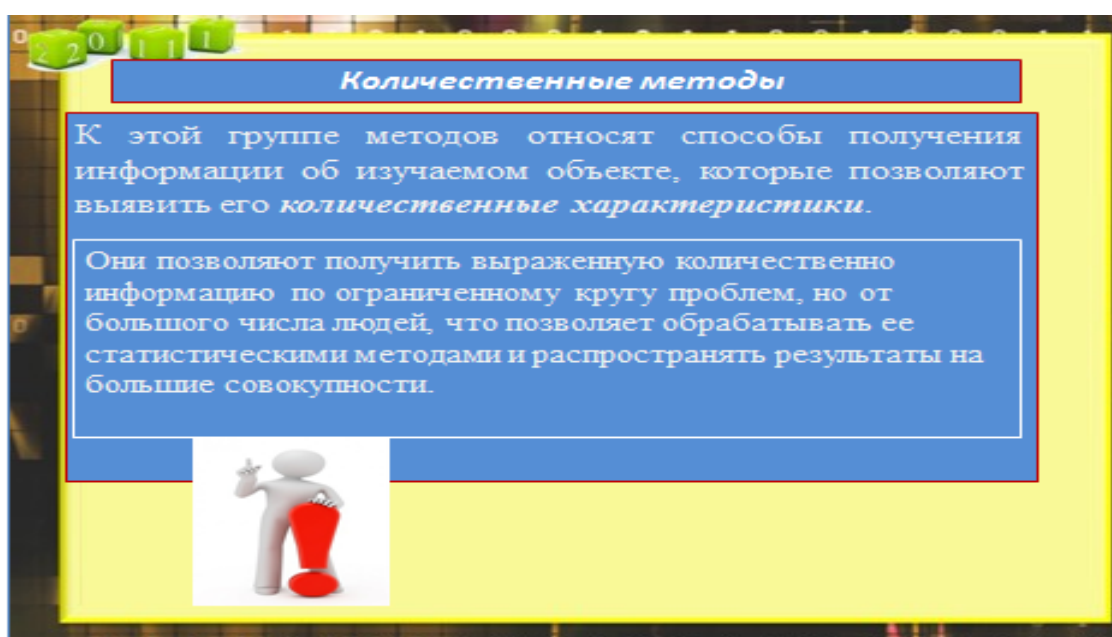 Количественные методы
К этой группе методов относят способы получения
информации об изучаемом объекте, которые позволяют
выявить его количественные характеристики.
Они позволяют получить выраженную количественно
информацию по ограниченному кругу проблем, но от
большого числа людей, что позволяет обрабатывать ее
статистическими методами и распространять результаты на
большие совокупности.